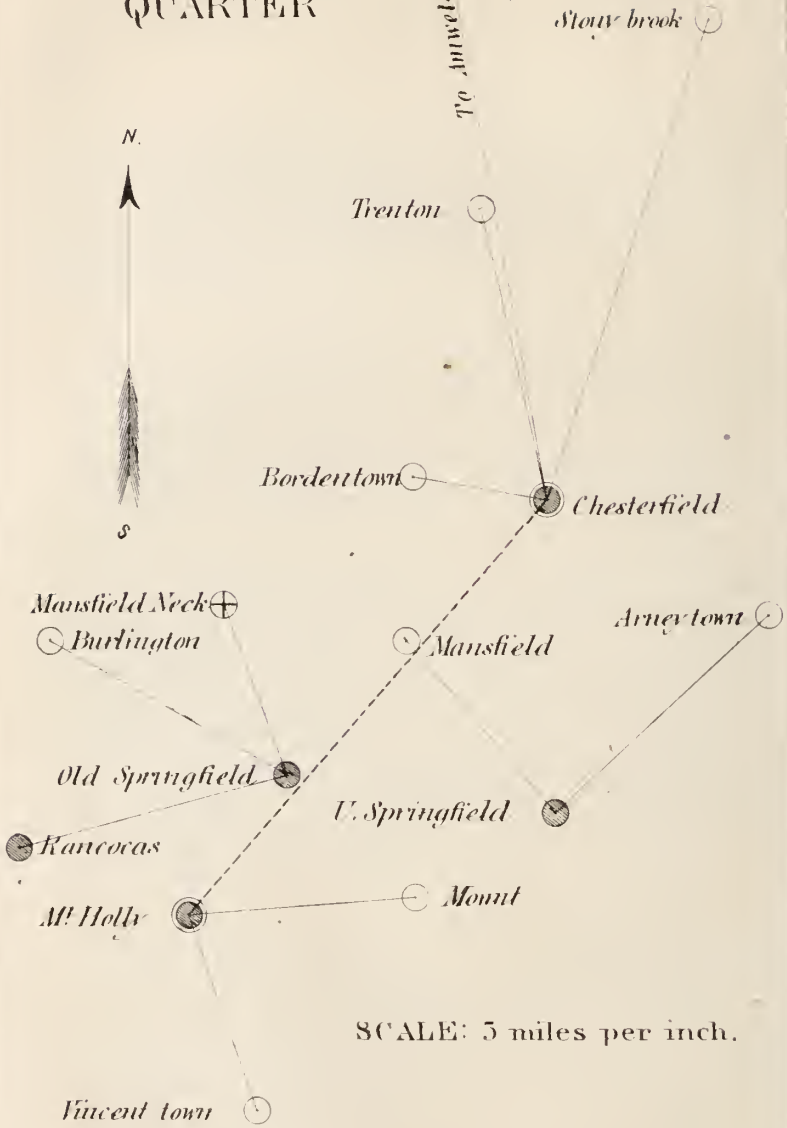 QUARTER
Stony brook
To
N.
Trenton
Bordentown
Chesterfield
S
Mansfield Neck
Burlington
Arneytown
Mansfield
Old Springfield
U. Springfield
Rancocas
Mount
Mt Holly
SCALE: 5 miles per inch.
Vincent town